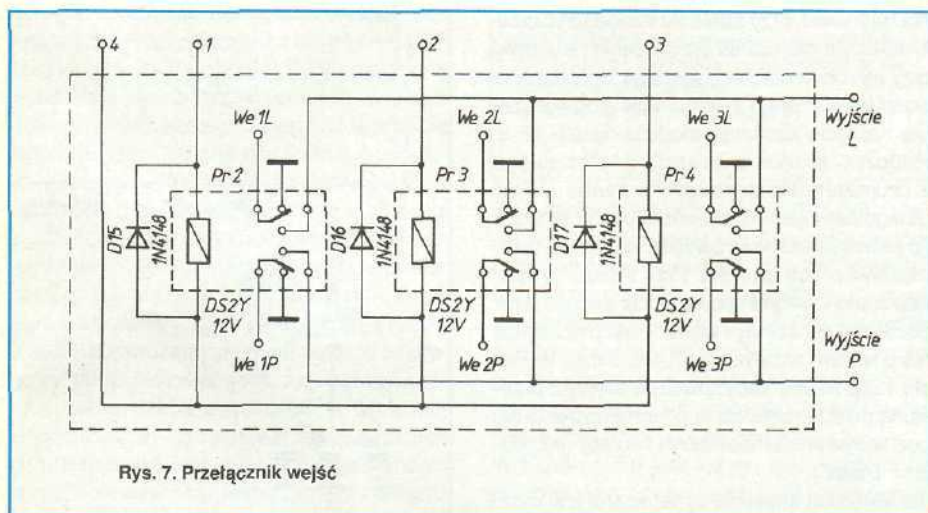 4 1 2 3
We 1L We 2L We 3L Wyjście
L
Pr 2 Pr 3 Pr 4
D15 1N4148 D16 1N4148 D17 1N4148
DS2Y DS2Y DS2Y
12V 12V 12V
Wyjście
We 1P We 2P We 3P P
Rys. 7. Przełącznik wejść